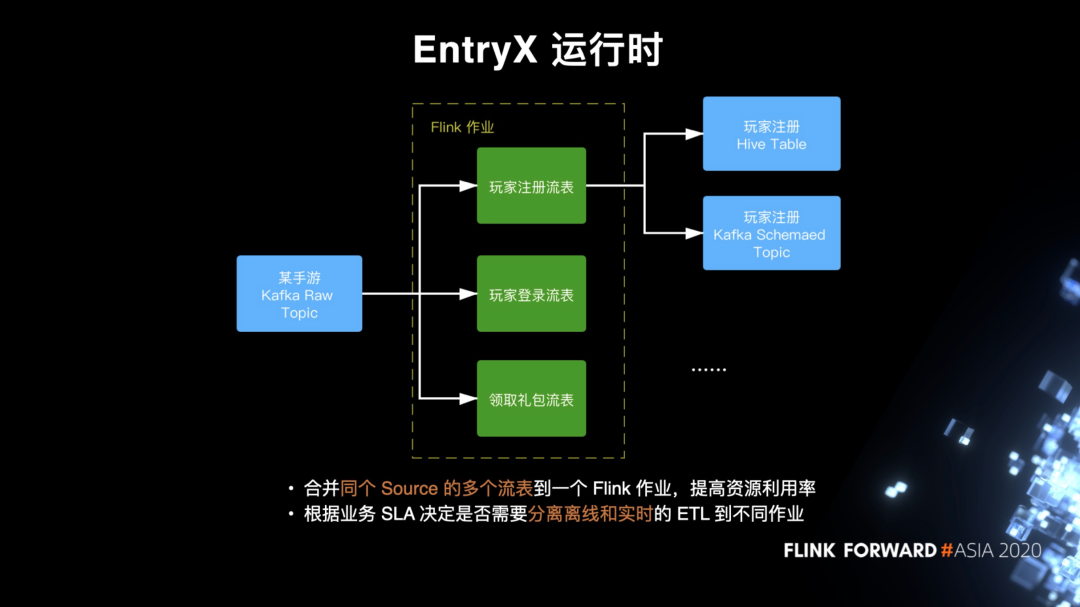 EntryX 运行时
Flink 作业
玩家注册流表
玩家登录流表
领取礼包流表
某手游
Kafka Raw
Topic
玩家注册
Hive Table
玩家注册
Kafka Schemaed
Topic
......
• 合并同个 Source 的多个流表到一个 Flink 作业，提高资源利用率
• 根据业务 SLA 决定是否需要分离离线和实时的 ETL 到不同作业
FLINK FORWARD #ASIA 2020